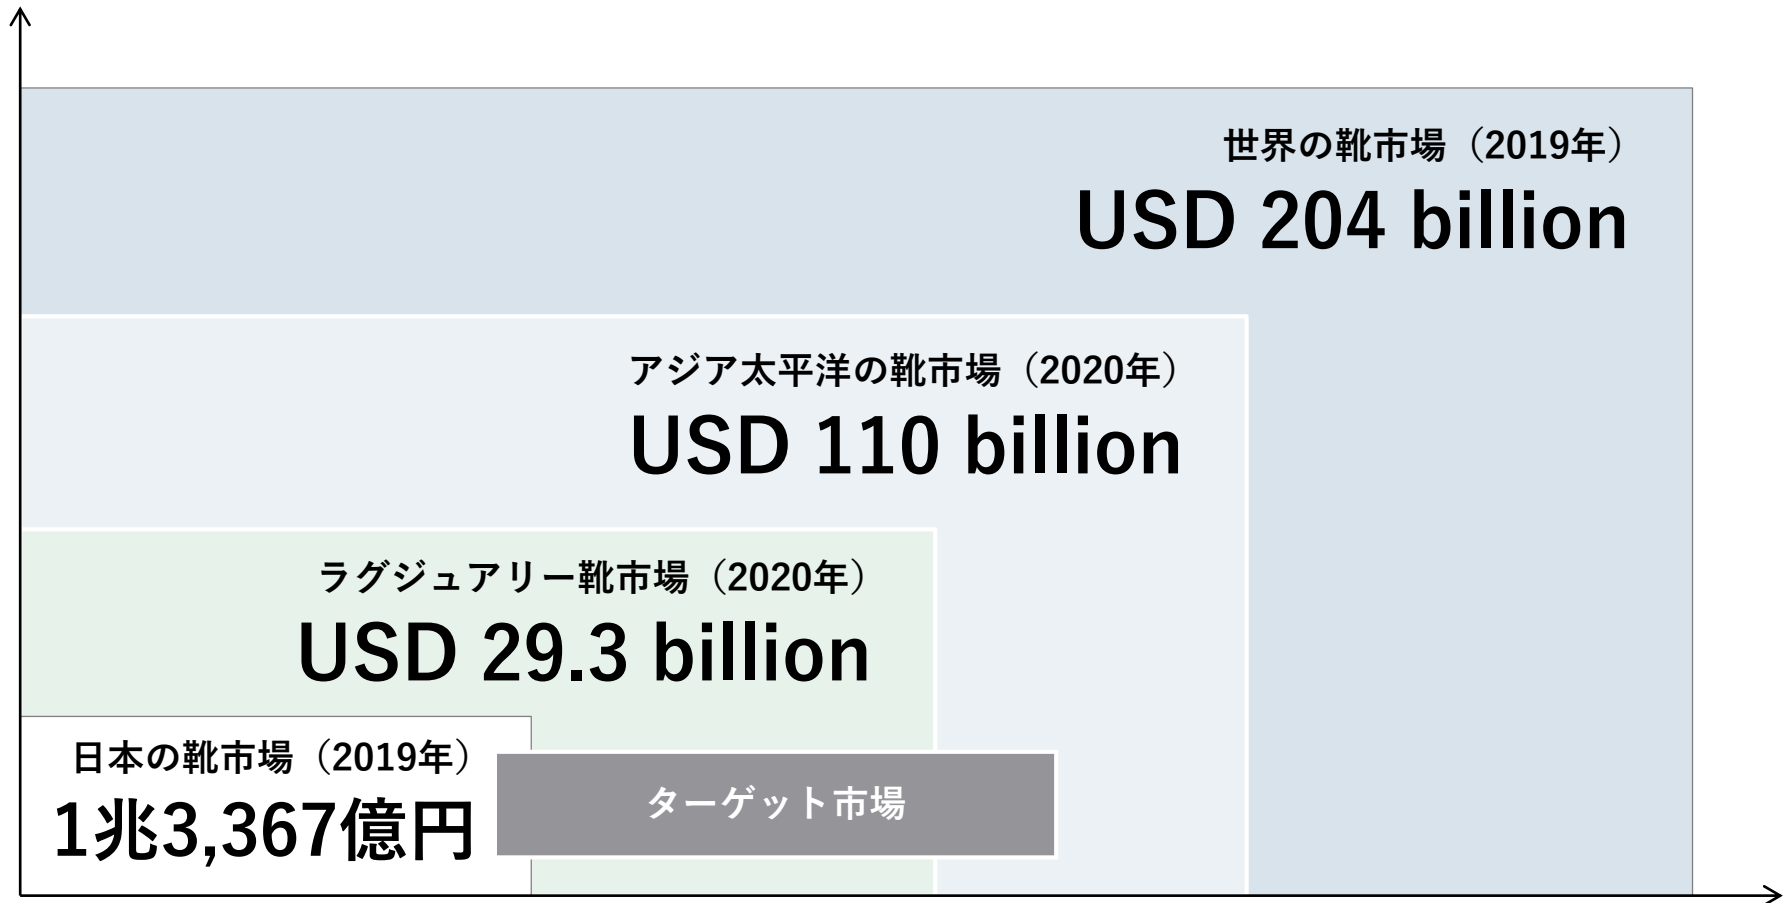 世界の靴市場（2019年）
USD 204 billion
アジア太平洋の靴市場（2020年）
USD 110 billion
ラグジュアリー靴市場（2020年）
USD 29.3 billion
日本の靴市場（2019年）
1兆3,367億円
ターゲット市場